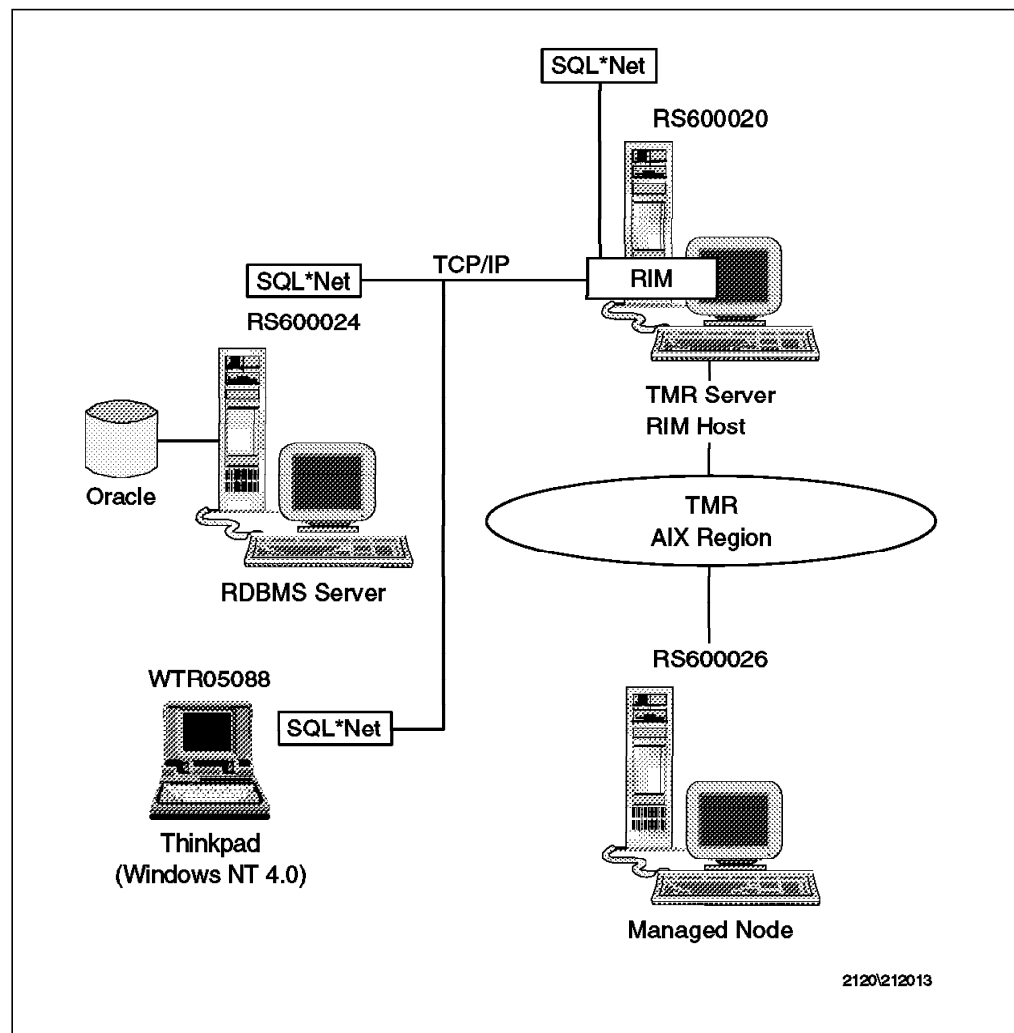 SQL*Net
RS600020
TCP/IP
SQL*Net
RIM
RS600024
TMR Server
RIM Host
Oracle
TMR
AIX Region
RDBMS Server
RS600026
WTR05088
SQL*Net
Thinkpad
(Windows NT 4.0)
Managed Node
2120\212013